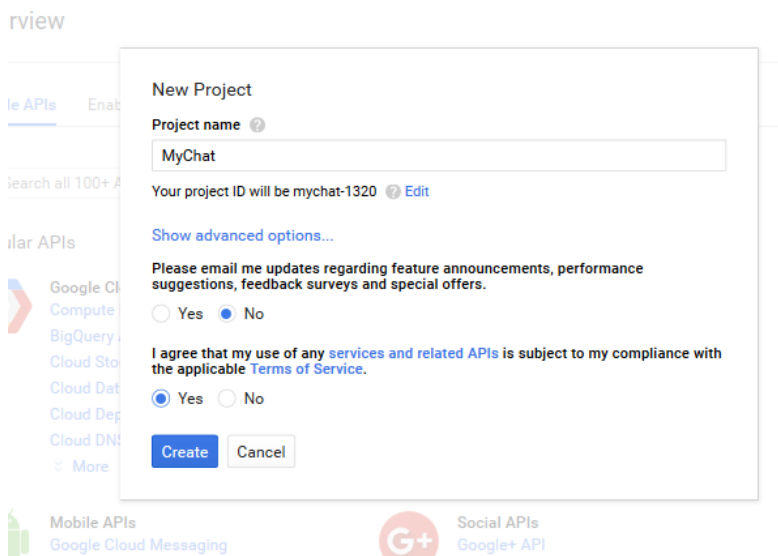 rview
le APIs
Enab
New Project
Project name ?
MyChat
Search all 100+ A
Your project ID will be mychat-1320 ? Edit
Show advanced options...
ular APIs
Please email me updates regarding feature announcements, performance
suggestions, feedback surveys and special offers.
Yes No
I agree that my use of any services and related APIs is subject to my compliance with
the applicable Terms of Service.
Yes No
Create Cancel
Google Cl
Compute
BigQuery A
Cloud Sto
Cloud Dat
Cloud Dep
Cloud DNS
More
Mobile APIs
Google Cloud Messaging
G+
Social APIs
Google+ API